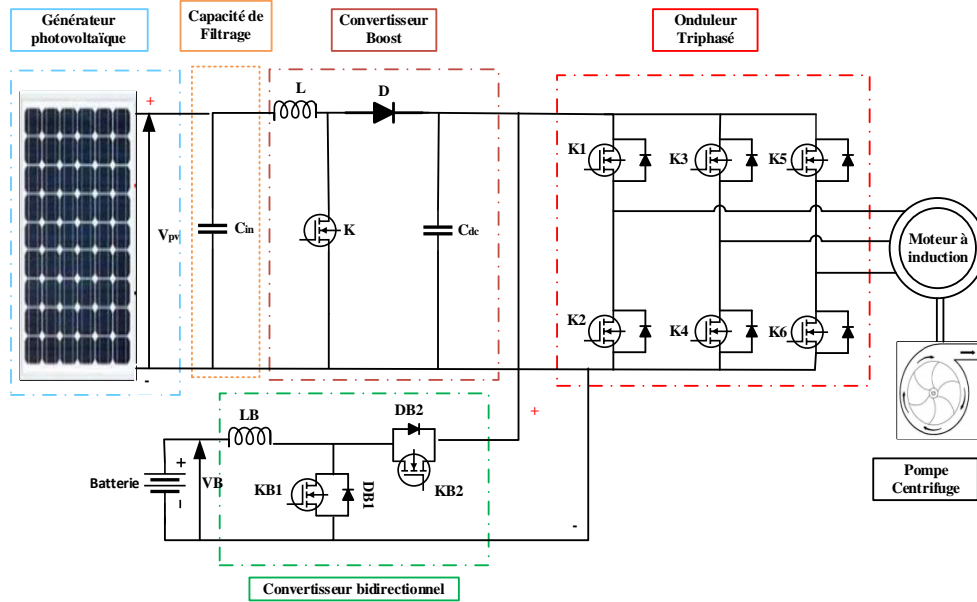 Générateur
photovoltaïque
Capacité de
Filtrage
Convertisseur
Boost
Onduleur
Triphasé
+
L
D
K1
K3
K5
Vpv
Cin
K
Cdc
Moteur à
induction
K2
K4
K6
-
LB
DB2
+
Batterie
+
-
VB
KB1
DB1
KB2
-
Pompe
Centrifuge
Convertisseur bidirectionnel